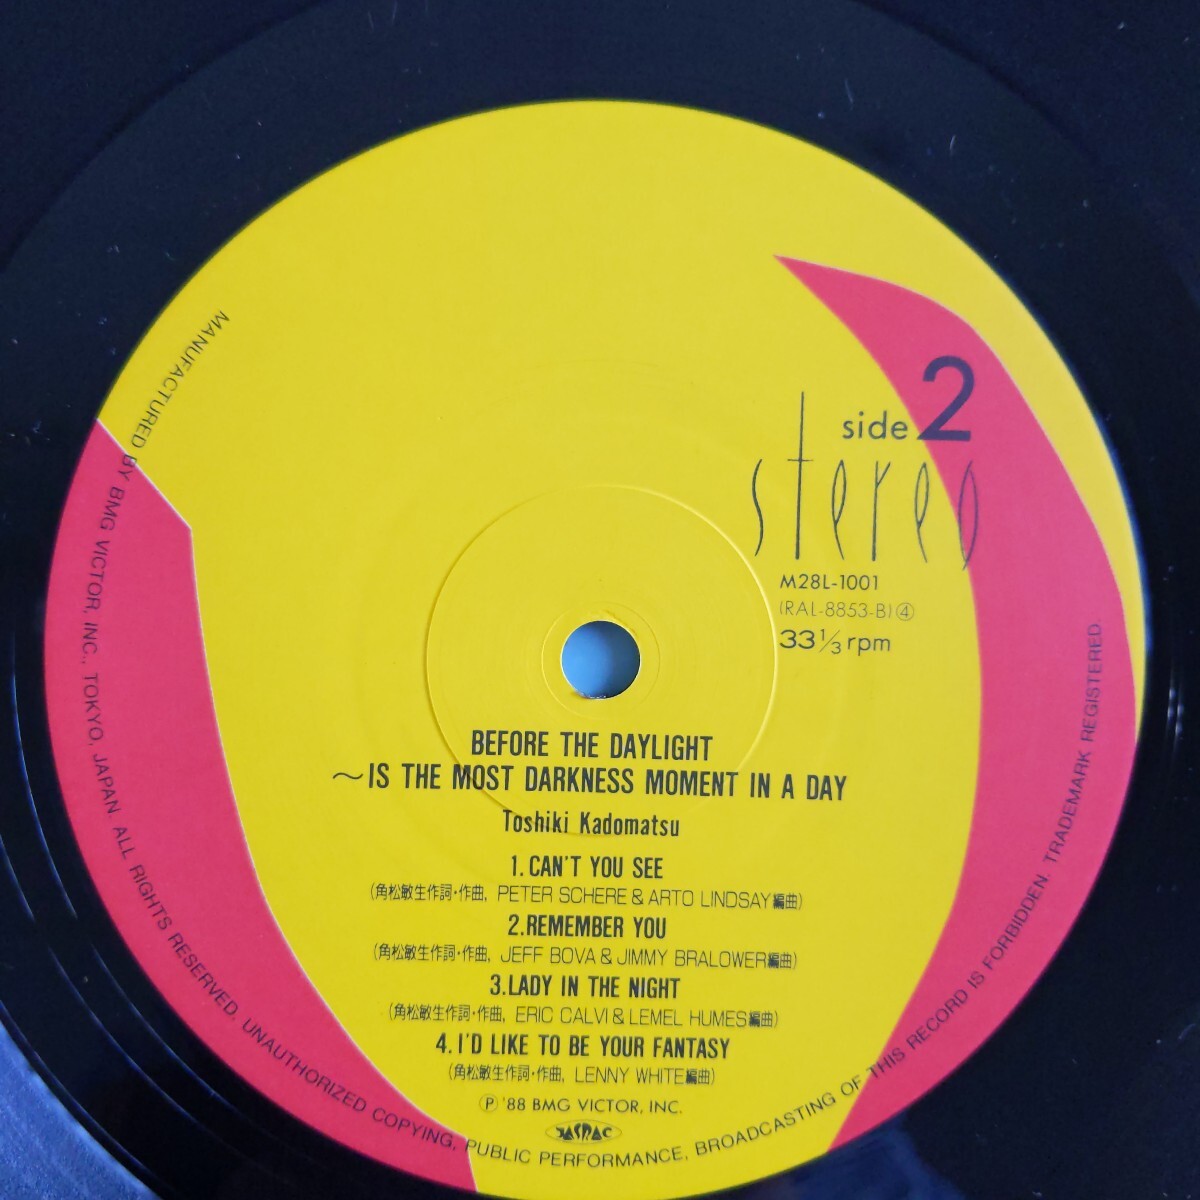 side 2
stereo
M28L-1001
(RAL-8853-B)④
33 1/3 rpm
BEFORE THE DAYLIGHT
～IS THE MOST DARKNESS MOMENT IN A DAY
Toshiki Kadomatsu
1. CAN'T YOU SEE
(角松敏生作詞・作曲, PETER SCHERE & ARTO LINDSAY編曲)
2. REMEMBER YOU
(角松敏生作詞・作曲, JEFF BOVA & JIMMY BRALOWER編曲)
3. LADY IN THE NIGHT
(角松敏生作詞・作曲, ERIC CALVI & LEMEL HUMES編曲)
4. I'D LIKE TO BE YOUR FANTASY
(角松敏生作詞・作曲, LENNY WHITE編曲)
Ⓟ '88 BMG VICTOR, INC.
JASRAC
MANUFACTURED BY BMG VICTOR, INC., TOKYO, JAPAN. ALL RIGHTS RESERVED. UNAUTHORIZED COPYING, PUBLIC PERFORMANCE, BROADCASTING OF THIS RECORD IS FORBIDDEN. TRADEMARK REGISTERED.